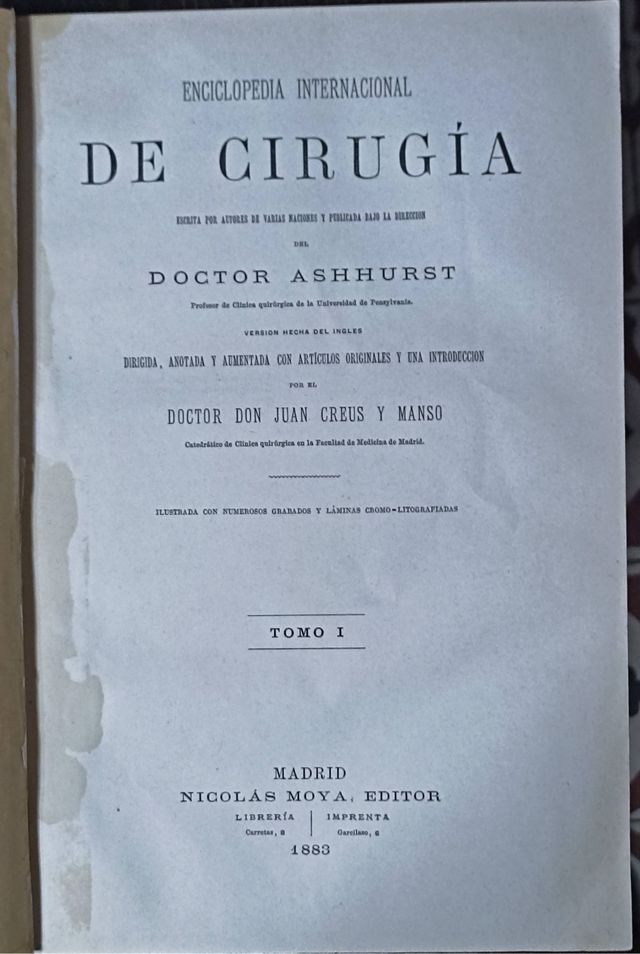 ENCICLOPEDIA INTERNACIONAL
DE CIRUGÍA
ESCRITA POR AUTORES DE VARIAS NACIONES Y PUBLICADA BAJO LA DIRECCION
DEL
DOCTOR ASHHURST
Profesor de Clínica quirúrgica de la Universidad de Pensylvania.
VERSION HECHA DEL INGLES
DIRIGIDA, ANOTADA Y AUMENTADA CON ARTÍCULOS ORIGINALES Y UNA INTRODUCCION
POR EL
DOCTOR DON JUAN CREUS Y MANSO
Catedrático de Clínica quirúrgica en la Facultad de Medicina de Madrid.
ILUSTRADA CON NUMEROSOS GRABADOS Y LÁMINAS CROMO-LITOGRAFIADAS
TOMO I
MADRID
NICOLÁS MOYA, EDITOR
LIBRERÍA | IMPRENTA
Carretas, 8 | Garcilaso, 6
1883